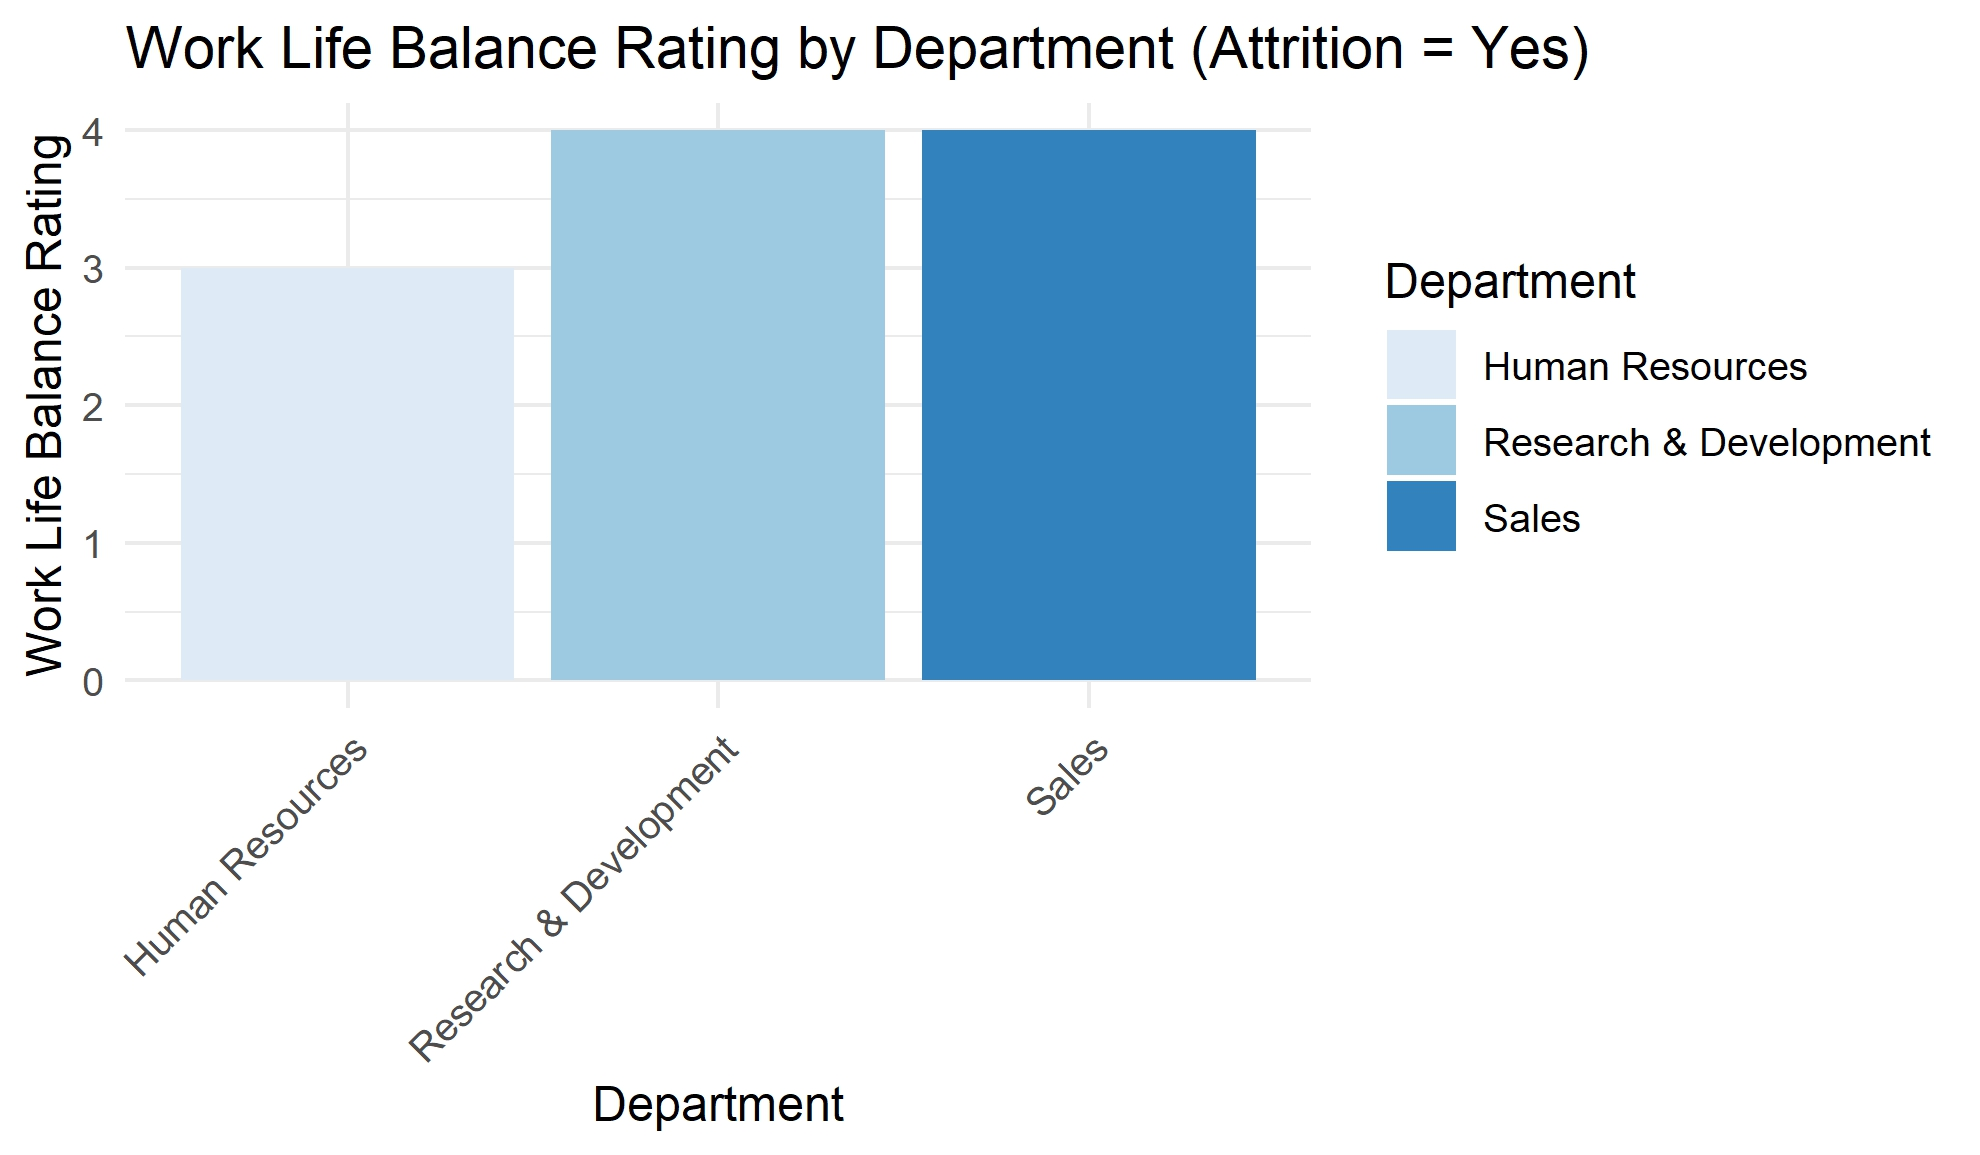 Work Life Balance Rating by Department (Attrition = Yes)
Work Life Balance Rating
4
3
2
1
0
Human Resources
Research & Development
Sales
Department
Department
Human Resources
Research & Development
Sales